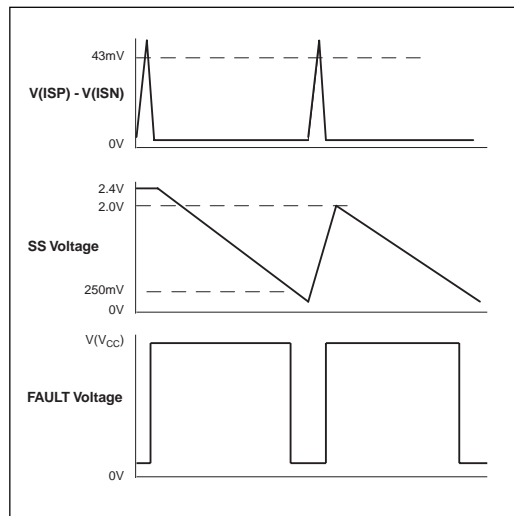 43mV
V(ISP) - V(ISN)
0V
2.4V
2.0V
SS Voltage
250mV
0V
V(VCC)
FAULT Voltage
0V